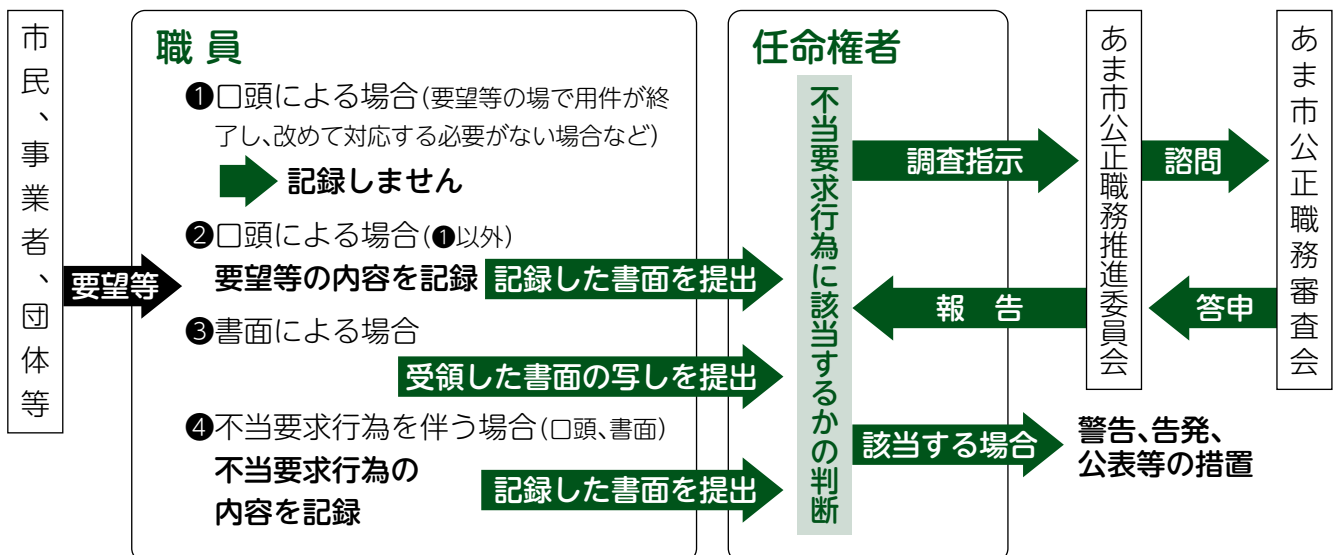 市民、事業者、団体等
要望等
職員
❶口頭による場合(要望等の場で用件が終
了し、改めて対応する必要がない場合など)
記録しません
❷口頭による場合(❶以外)
要望等の内容を記録
記録した書面を提出
❸書面による場合
受領した書面の写しを提出
❹不当要求行為を伴う場合(口頭、書面)
不当要求行為の
内容を記録
記録した書面を提出
任命権者
不当要求行為に該当するかの判断
調査指示
報告
該当する場合
警告、告発、
公表等の措置
あま市公正職務推進委員会
諮問
答申
あま市公正職務審査会